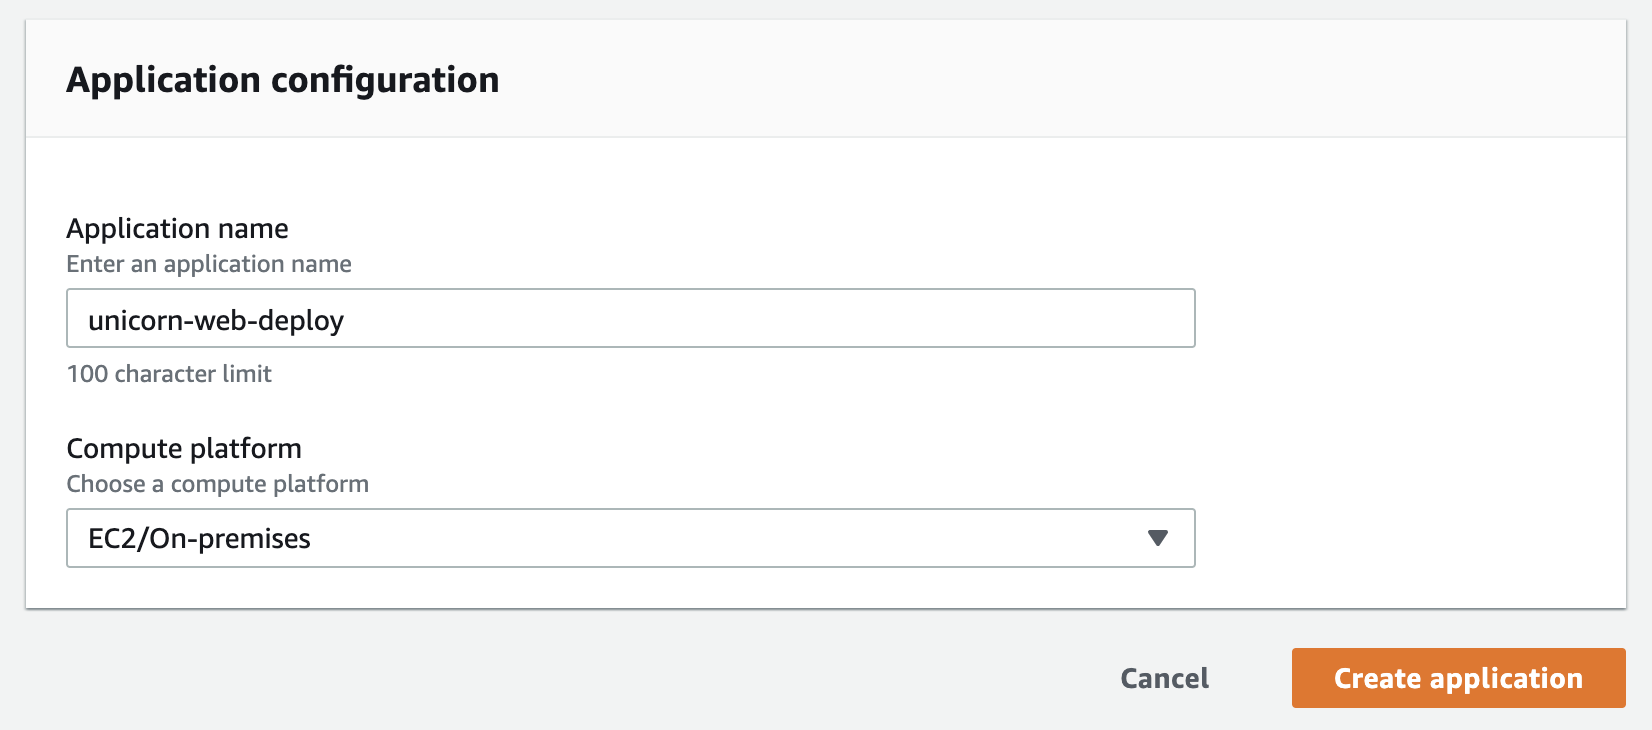 Application configuration
Application name
Enter an application name
unicorn-web-deploy
100 character limit
Compute platform
Choose a compute platform
EC2/On-premises
Cancel
Create application